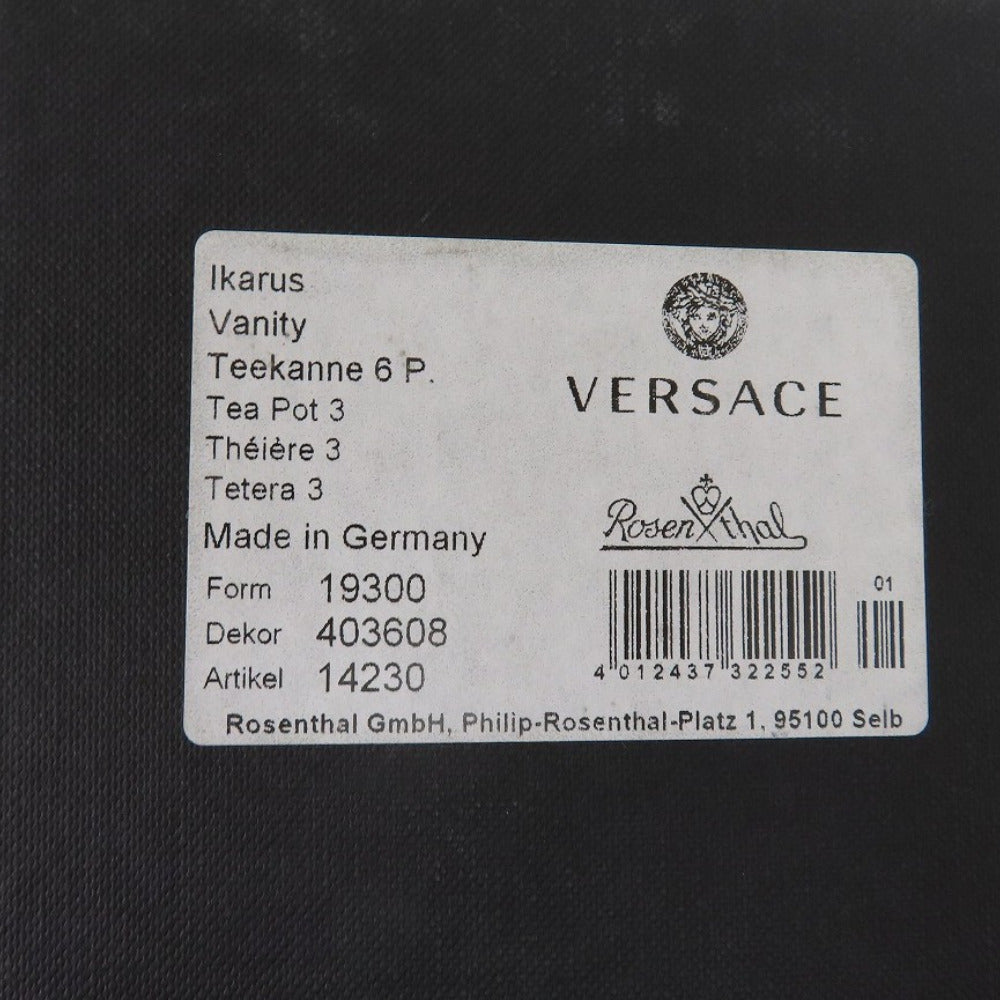 Ikarus
Vanity
Teekanne 6 P.
Tea Pot 3
Théière 3
Tetera 3
Made in Germany
Form 19300
Dekor 403608
Artikel 14230
VERSACE
Rosenthal
01
4 012437 322552
Rosenthal GmbH, Philip-Rosenthal-Platz 1, 95100 Selb